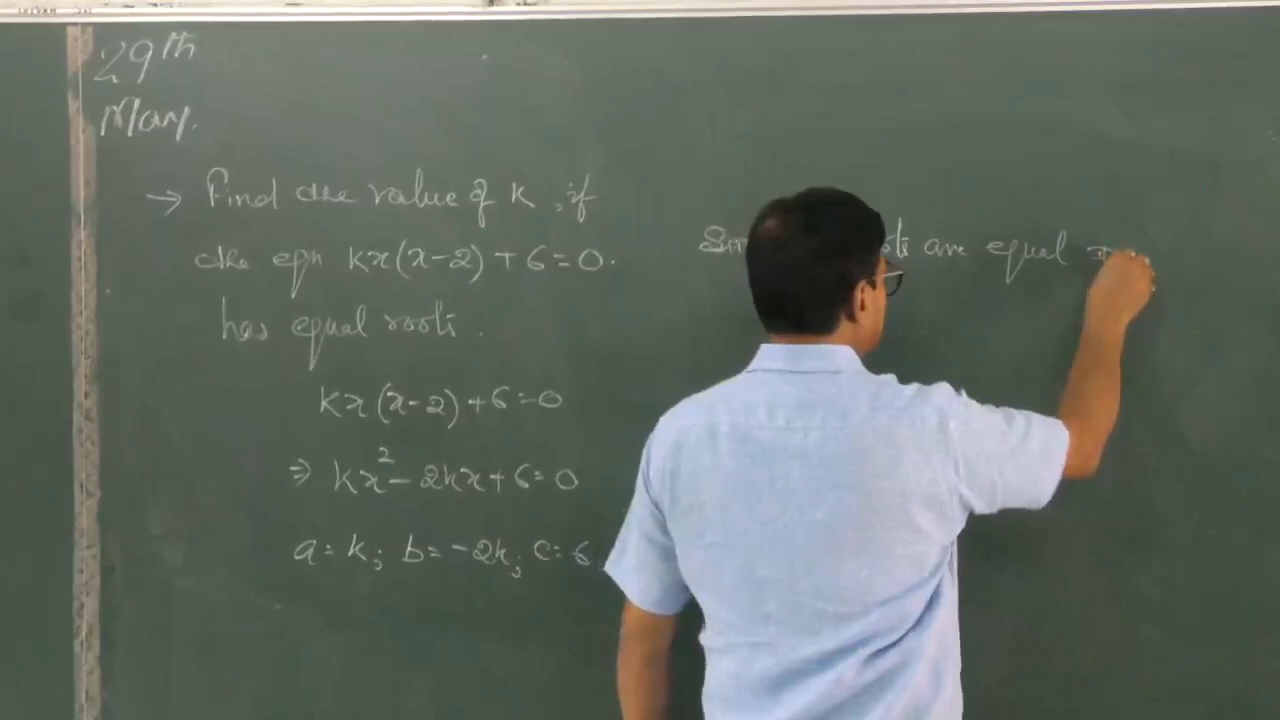 29th
May.
→ Find the value of K, if
the eqn Kx(x-2)+6=0.
has equal roots.
Kx(x-2)+6=0
⇒ Kx²-2kx+6=0
a=k; b=-2k; c=6
are equal